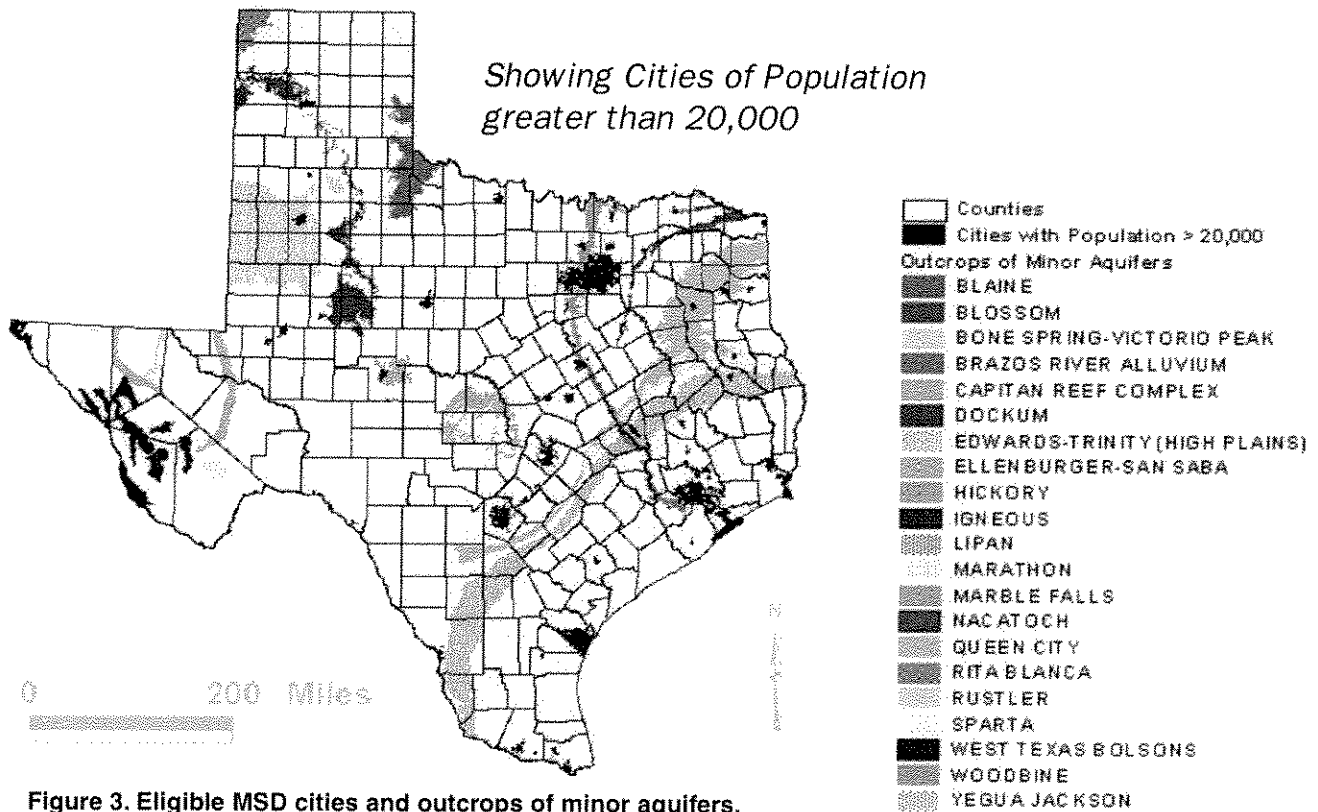 Showing Cities of Population
greater than 20,000
Counties
Cities with Population > 20,000
Outcrops of Minor Aquifers
BLAINE
BLOSSOM
BONE SPRING-VICTORIO PEAK
BRAZOS RIVER ALLUVIUM
CAPITAN REEF COMPLEX
DOCKUM
EDWARDS-TRINITY (HIGH PLAINS)
ELLENBURGER-SAN SABA
HICKORY
IGNEOUS
LIPAN
MARATHON
MARBLE FALLS
NACATOCH
QUEEN CITY
RITA BLANCA
RUSTLER
SPARTA
WEST TEXAS BOLSONS
WOODBINE
YEGUA JACKSON
N
0 200 Miles
Figure 3. Eligible MSD cities and outcrops of minor aquifers.